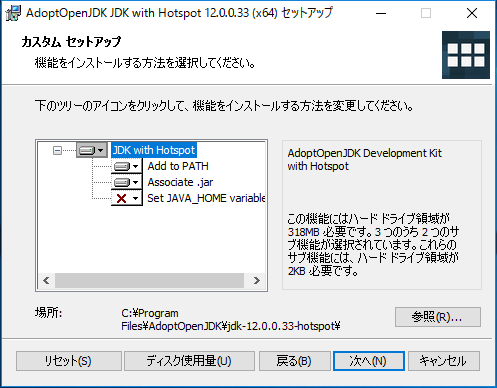 AdoptOpenJDK JDK with Hotspot 12.0.0.33 (x64) セットアップ
カスタム セットアップ
機能をインストールする方法を選択してください。
下のツリーのアイコンをクリックして、機能をインストールする方法を変更してください。
JDK with Hotspot
Add to PATH
Associate .jar
Set JAVA_HOME variable
AdoptOpenJDK Development Kit
with Hotspot
この機能にはハード ドライブ領域が
318MB 必要です。3 つのうち 2 つのサ
ブ機能が選択されています。これらの
サブ機能には、ハード ドライブ領域が
2KB 必要です。
場所:
C:¥Program
Files¥AdoptOpenJDK¥jdk-12.0.0.33-hotspot¥
参照(R)...
リセット(S)
ディスク使用量(U)
戻る(B)
次へ(N)
キャンセル